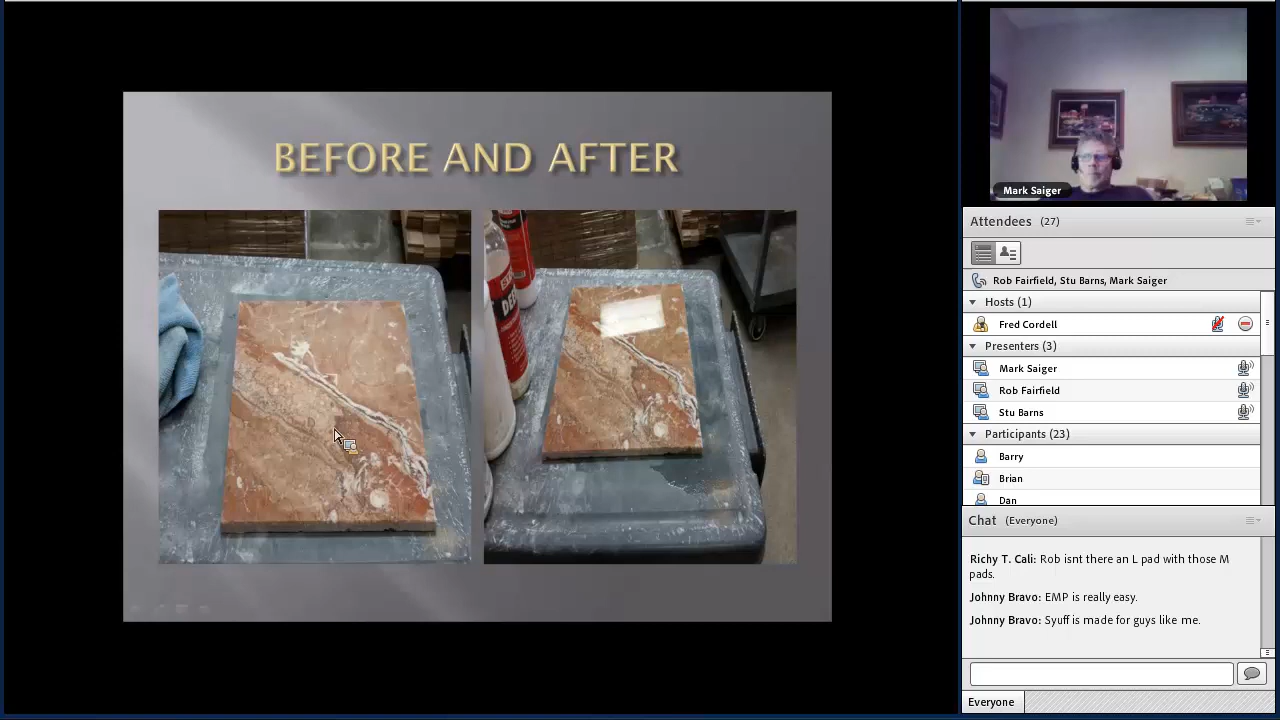 BEFORE AND AFTER
Mark Saiger
Attendees (27)
Rob Fairfield, Stu Barns, Mark Saiger
Hosts (1)
Fred Cordell
Presenters (3)
Mark Saiger
Rob Fairfield
Stu Barns
Participants (23)
Barry
Brian
Dan
Chat (Everyone)
Richy T. Cali: Rob isnt there an L pad with those M
pads.
Johnny Bravo: EMP is really easy.
Johnny Bravo: Syuff is made for guys like me.
Everyone